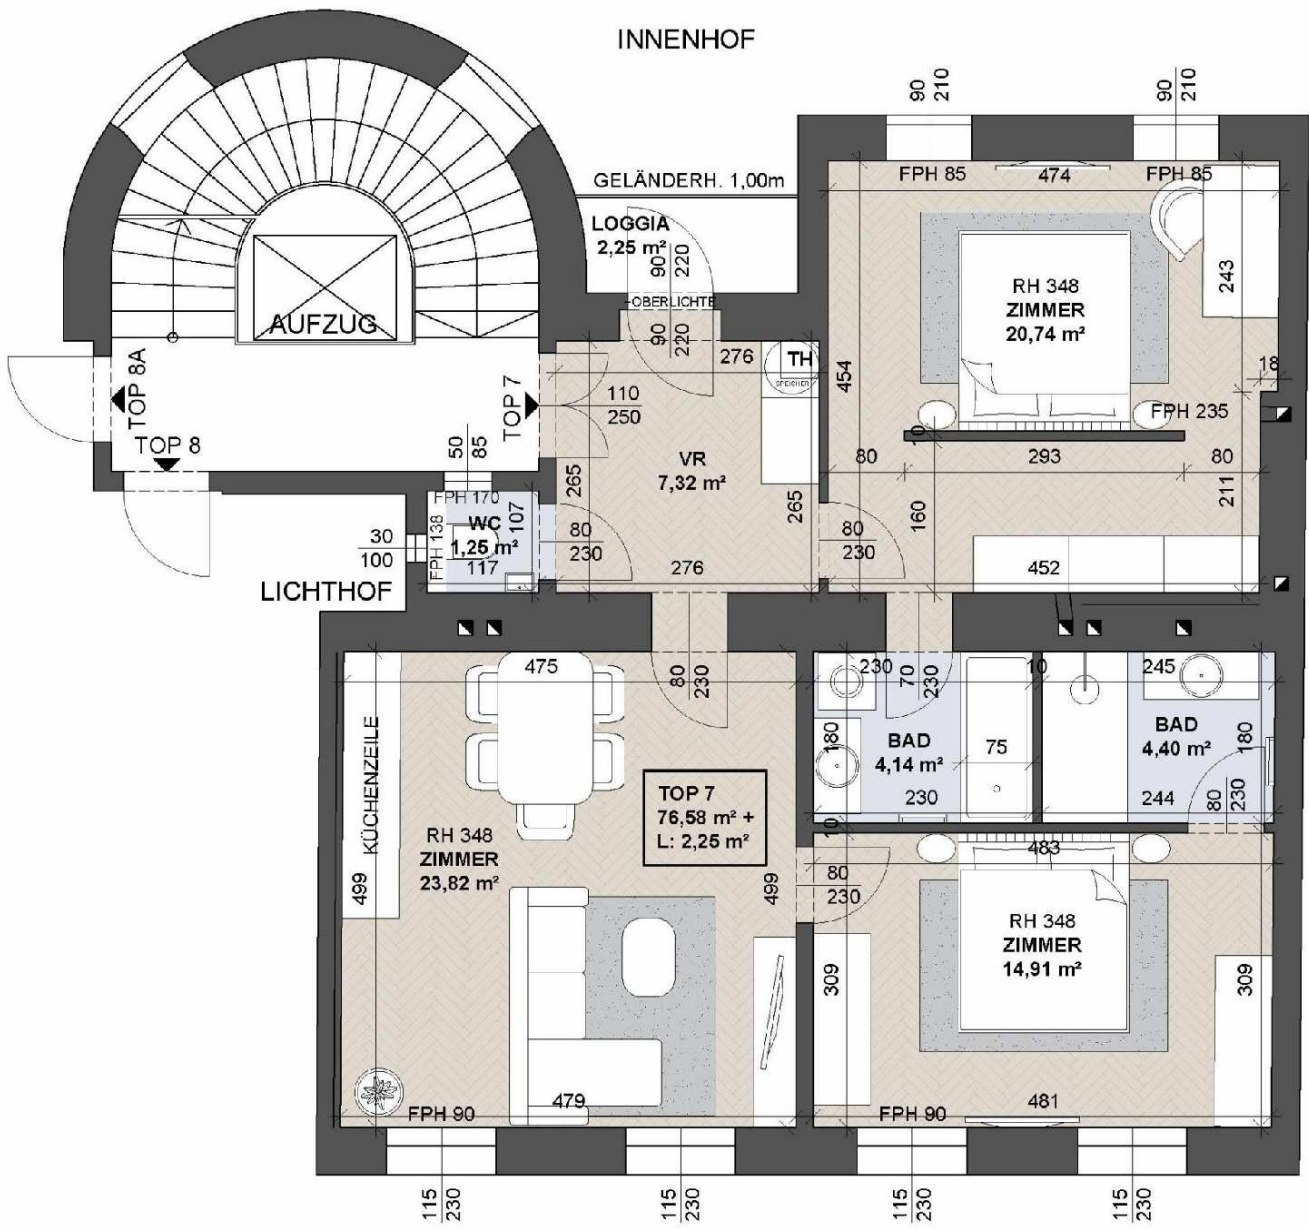 INNENHOF
90
210
90
210
GELÄNDERH. 1,00m
FPH 85
474
FPH 85
LOGGIA
2,25 m²
90
220
-OBERLICHTE
90
220
RH 348
ZIMMER
20,74 m²
243
AUFZUG
276
TH
SPEICHER
454
18
TOP 8A
TOP 7
110
250
FPH 235
TOP 8
50
85
10
80
293
80
VR
7,32 m²
265
265
211
160
FPH 170
WC
1,25 m²
107
FPH 138
117
30
100
80
230
80
230
276
452
LICHTHOF
475
80
230
230
70
230
10
245
KÜCHENZEILE
180
BAD
4,14 m²
75
BAD
4,40 m²
180
230
244
80
230
TOP 7
76,58 m² +
L: 2,25 m²
RH 348
ZIMMER
23,82 m²
10
483
499
499
80
230
RH 348
ZIMMER
14,91 m²
309
309
FPH 90
479
FPH 90
481
115
230
115
230
115
230
115
230